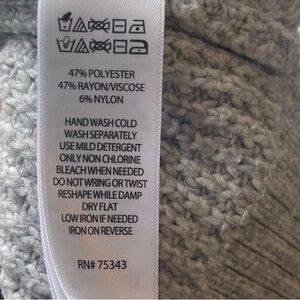 47% POLYESTER
47% RAYON/VISCOSE
6% NYLON
HAND WASH COLD
WASH SEPARATELY
USE MILD DETERGENT
ONLY NON CHLORINE
BLEACH WHEN NEEDED
DO NOT WRING OR TWIST
RESHAPE WHILE DAMP
DRY FLAT
LOW IRON IF NEEDED
IRON ON REVERSE
RN# 75343